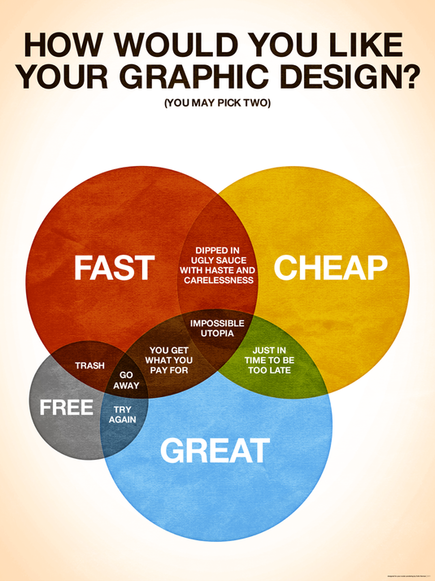 HOW WOULD YOU LIKE
YOUR GRAPHIC DESIGN?
(YOU MAY PICK TWO)
FAST
DIPPED IN
UGLY SAUCE
WITH HASTE AND
CARELESSNESS
CHEAP
IMPOSSIBLE
UTOPIA
YOU GET
WHAT YOU
PAY FOR
JUST IN
TIME TO BE
TOO LATE
TRASH
GO
AWAY
FREE
TRY
AGAIN
GREAT